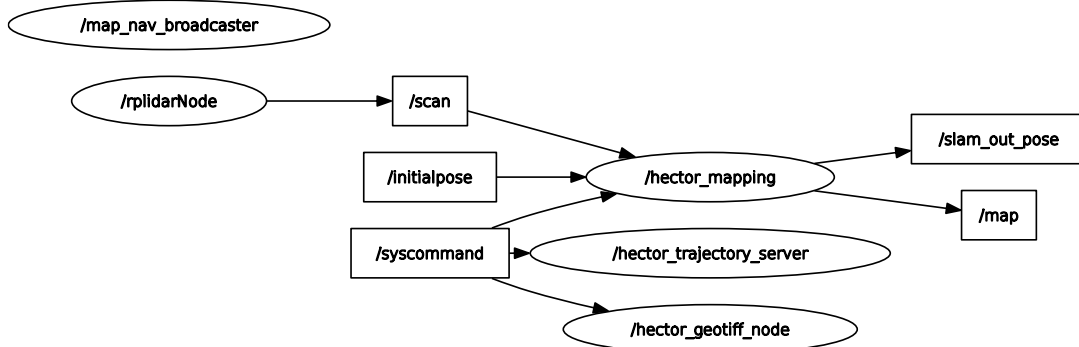 /map_nav_broadcaster
/rplidarNode
/scan
/slam_out_pose
/initialpose
/hector_mapping
/map
/syscommand
/hector_trajectory_server
/hector_geotiff_node